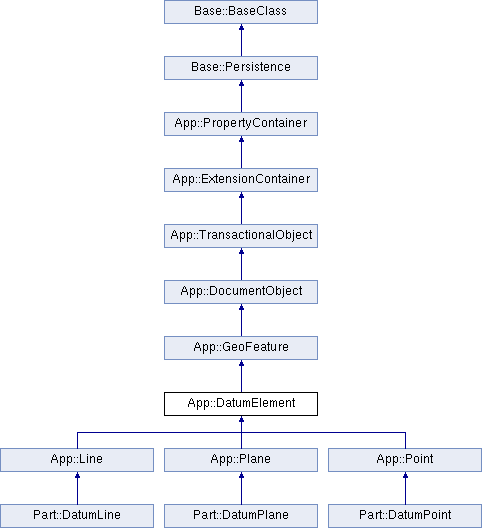 Base::BaseClass
Base::Persistence
App::PropertyContainer
App::ExtensionContainer
App::TransactionalObject
App::DocumentObject
App::GeoFeature
App::DatumElement
App::Line
App::Plane
App::Point
Part::DatumLine
Part::DatumPlane
Part::DatumPoint